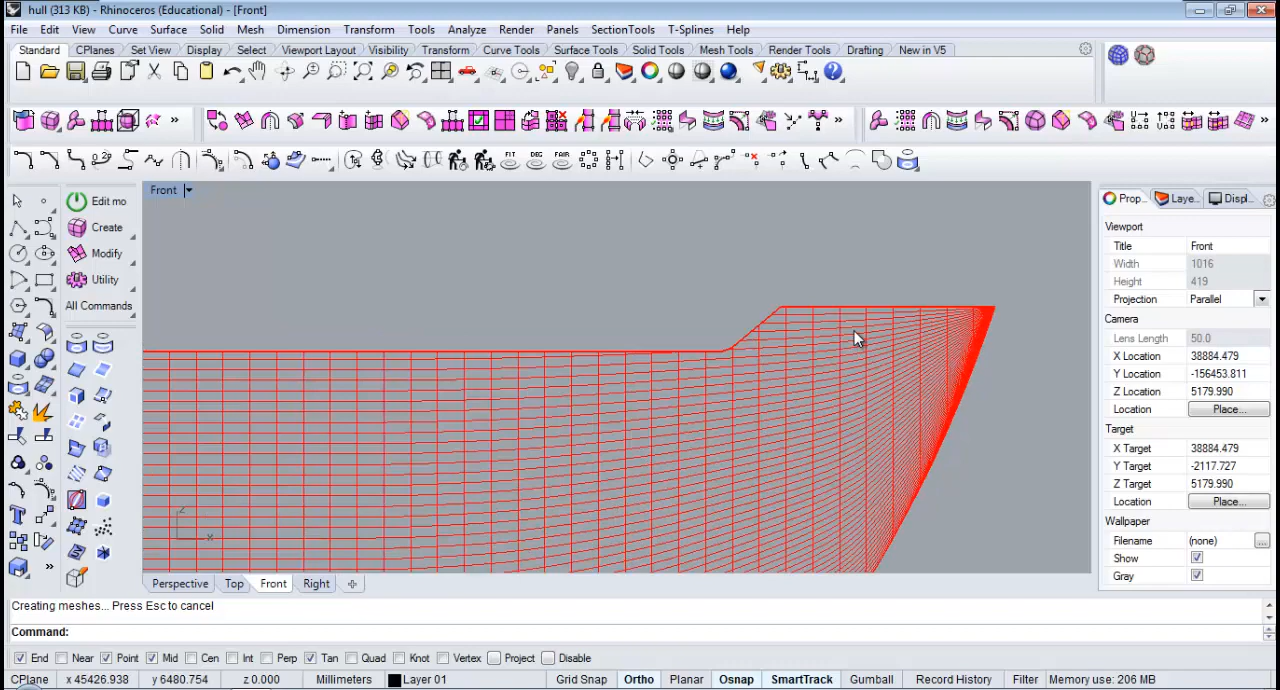 hull (313 KB) - Rhinoceros (Educational) - [Front]
File Edit View Curve Surface Solid Mesh Dimension Transform Tools Analyze Render Panels SectionTools T-Splines Help
Standard CPlanes Set View Display Select Viewport Layout Visibility Transform Curve Tools Surface Tools Solid Tools Mesh Tools Render Tools Drafting New in V5
FIT DEG FAIR
Front
Edit mo
Create
Modify
Utility
All Commands
Prop... Laye... Displ...
Viewport
Title Front
Width 1016
Height 419
Projection Parallel
Camera
Lens Length 50.0
X Location 38884.479
Y Location -156453.811
Z Location 5179.990
Location Place...
Target
X Target 38884.479
Y Target -2117.727
Z Target 5179.990
Location Place...
Wallpaper
Filename (none) ...
Show
Gray
z
x
Perspective Top Front Right
Creating meshes... Press Esc to cancel
Command:
End Near Point Mid Cen Int Perp Tan Quad Knot Vertex Project Disable
CPlane x 45426.938 y 6480.754 z 0.000 Millimeters Layer 01 Grid Snap Ortho Planar Osnap SmartTrack Gumball Record History Filter Memory use: 206 MB